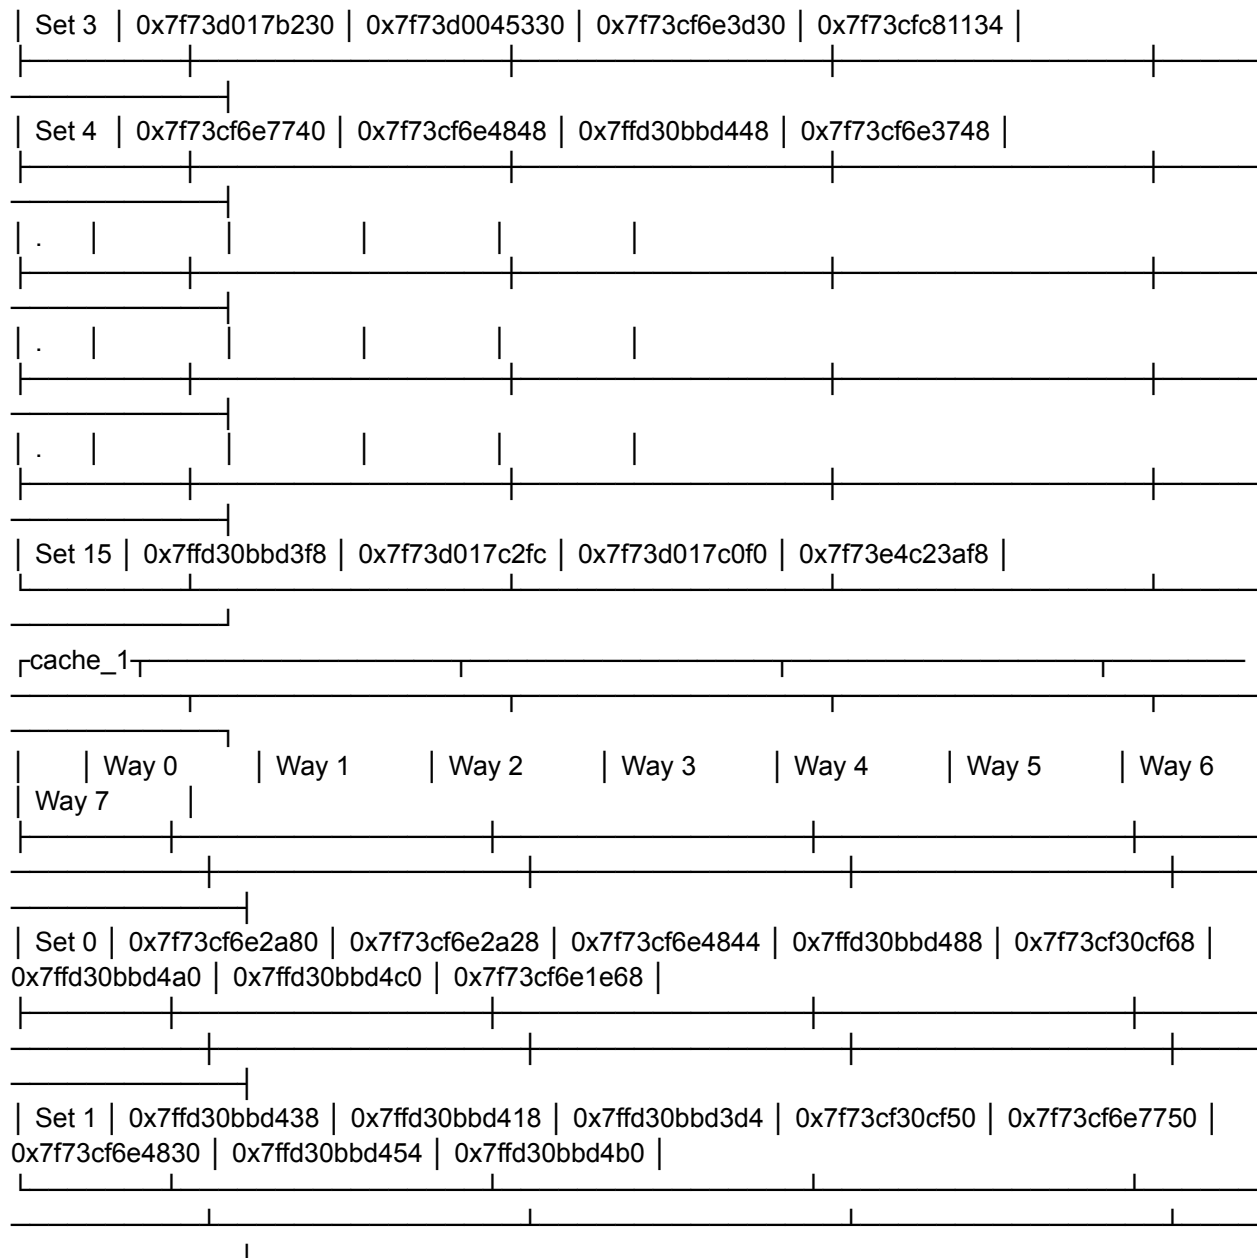 │ Set 3 │ 0x7f73d017b230 │ 0x7f73d0045330 │ 0x7f73cf6e3d30 │ 0x7f73cfc81134 │
│ Set 4 │ 0x7f73cf6e7740 │ 0x7f73cf6e4848 │ 0x7ffd30bbd448 │ 0x7f73cf6e3748 │
│ . │ │ │ │ │
│ . │ │ │ │ │
│ . │ │ │ │ │
│ Set 15 │ 0x7ffd30bbd3f8 │ 0x7f73d017c2fc │ 0x7f73d017c0f0 │ 0x7f73e4c23af8 │
┌cache_1┬
│ │ Way 0 │ Way 1 │ Way 2 │ Way 3 │ Way 4 │ Way 5 │ Way 6
│ Way 7 │
│ Set 0 │ 0x7f73cf6e2a80 │ 0x7f73cf6e2a28 │ 0x7f73cf6e4844 │ 0x7ffd30bbd488 │ 0x7f73cf30cf68 │
0x7ffd30bbd4a0 │ 0x7ffd30bbd4c0 │ 0x7f73cf6e1e68 │
│ Set 1 │ 0x7ffd30bbd438 │ 0x7ffd30bbd418 │ 0x7ffd30bbd3d4 │ 0x7f73cf30cf50 │ 0x7f73cf6e7750 │
0x7f73cf6e4830 │ 0x7ffd30bbd454 │ 0x7ffd30bbd4b0 │